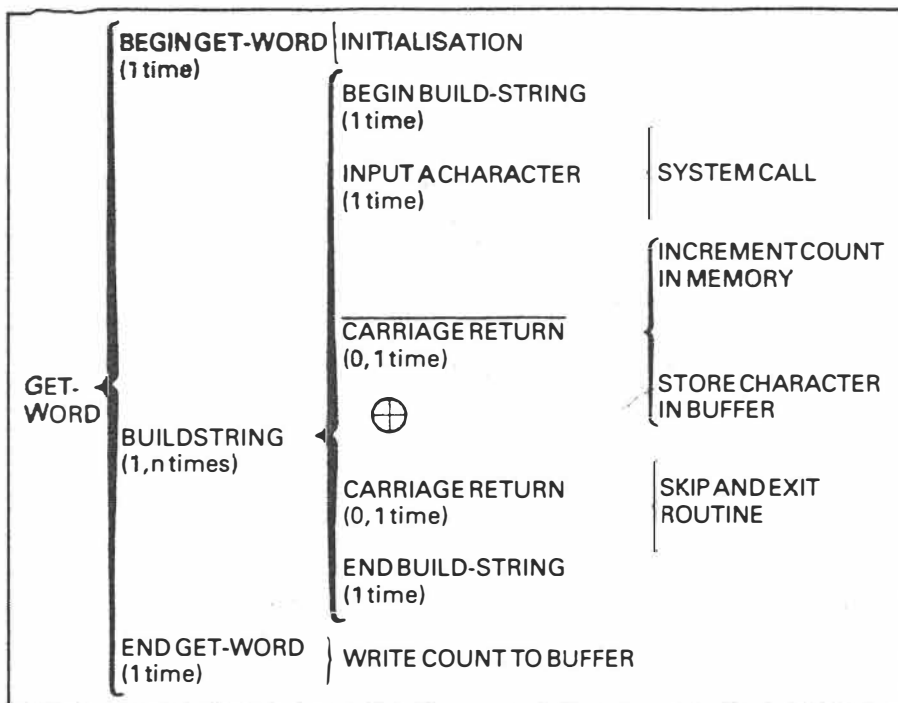 BEGIN GET-WORD
(1 time)
INITIALISATION
BEGIN BUILD-STRING
(1 time)
INPUT A CHARACTER
(1 time)
SYSTEM CALL
INCREMENT COUNT
IN MEMORY
CARRIAGE RETURN
(0, 1 time)
STORE CHARACTER
IN BUFFER
GET-
WORD
BUILD STRING
(1, n times)
CARRIAGE RETURN
(0, 1 time)
SKIP AND EXIT
ROUTINE
END BUILD-STRING
(1 time)
END GET-WORD
(1 time)
WRITE COUNT TO BUFFER